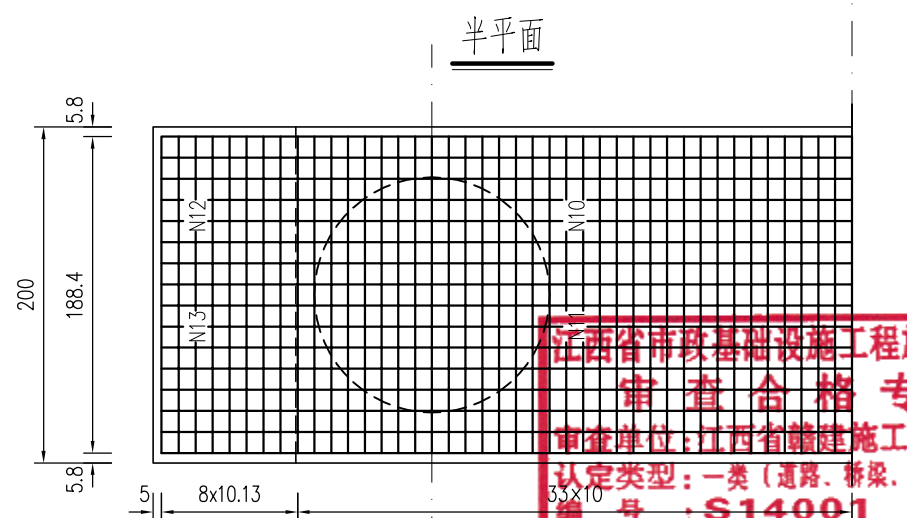 半平面
5.8
200
188.4
5.8
N12
N10
N13
N11
5
8x10.13
33x10
江西省市政基础设施工程
审查合格专
审查单位:江西省赣建施工
认定类型:一类(道路、桥梁、
编号:S14001